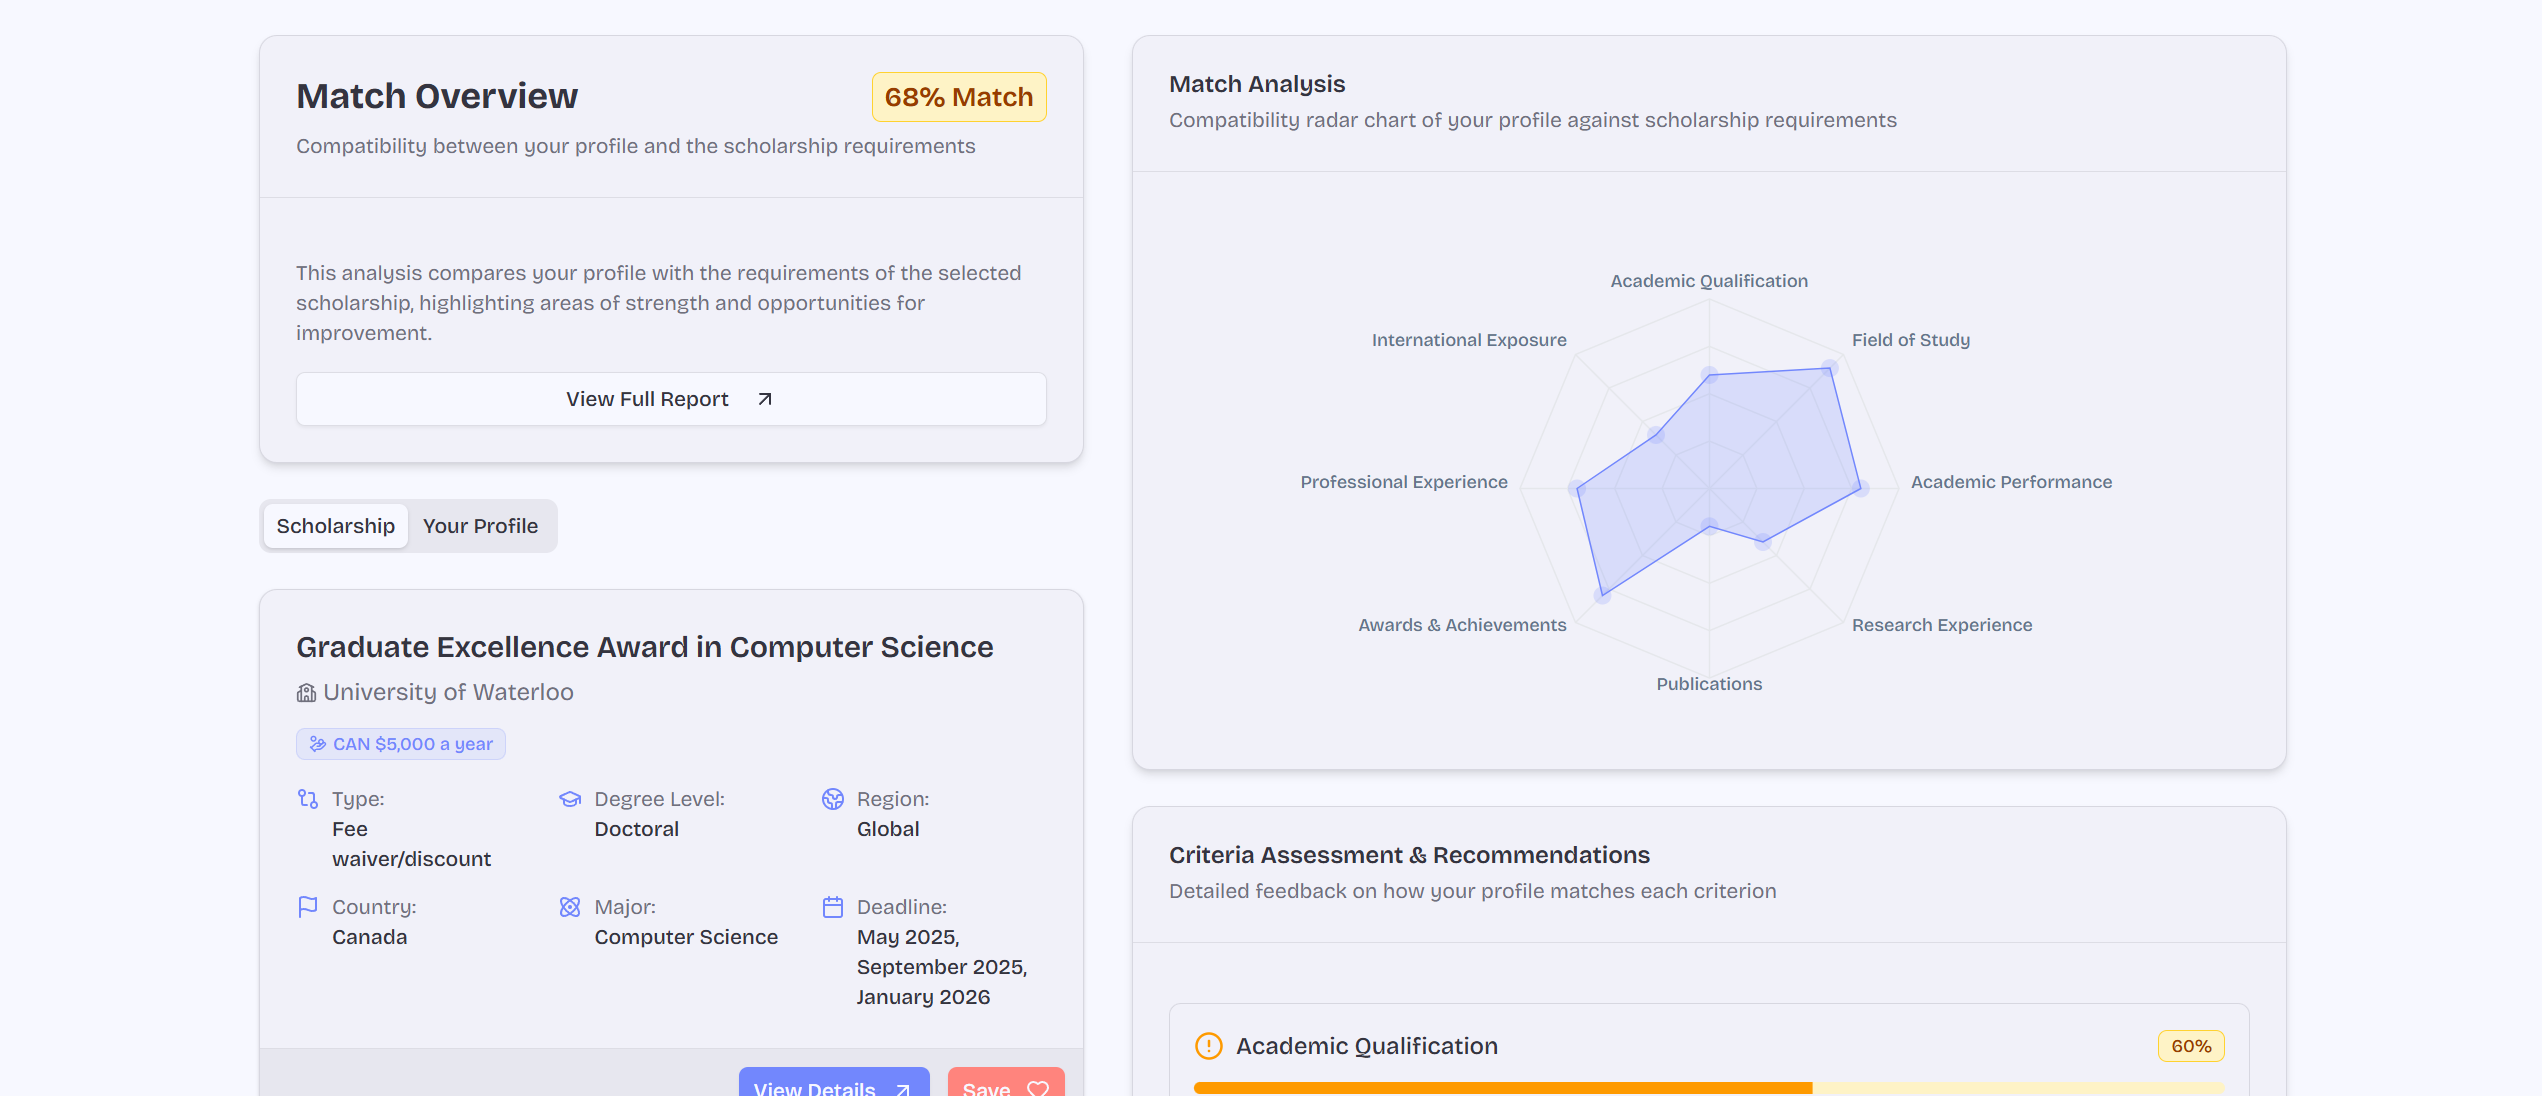 Match Overview
68% Match
Compatibility between your profile and the scholarship requirements
This analysis compares your profile with the requirements of the selected
scholarship, highlighting areas of strength and opportunities for
improvement.
View Full Report
Scholarship
Your Profile
Graduate Excellence Award in Computer Science
University of Waterloo
CAN $5,000 a year
Type:
Fee
waiver/discount
Degree Level:
Doctoral
Region:
Global
Country:
Canada
Major:
Computer Science
Deadline:
May 2025,
September 2025,
January 2026
View Details
Save
Match Analysis
Compatibility radar chart of your profile against scholarship requirements
Academic Qualification
International Exposure
Field of Study
Professional Experience
Academic Performance
Awards & Achievements
Research Experience
Publications
Criteria Assessment & Recommendations
Detailed feedback on how your profile matches each criterion
Academic Qualification
60%